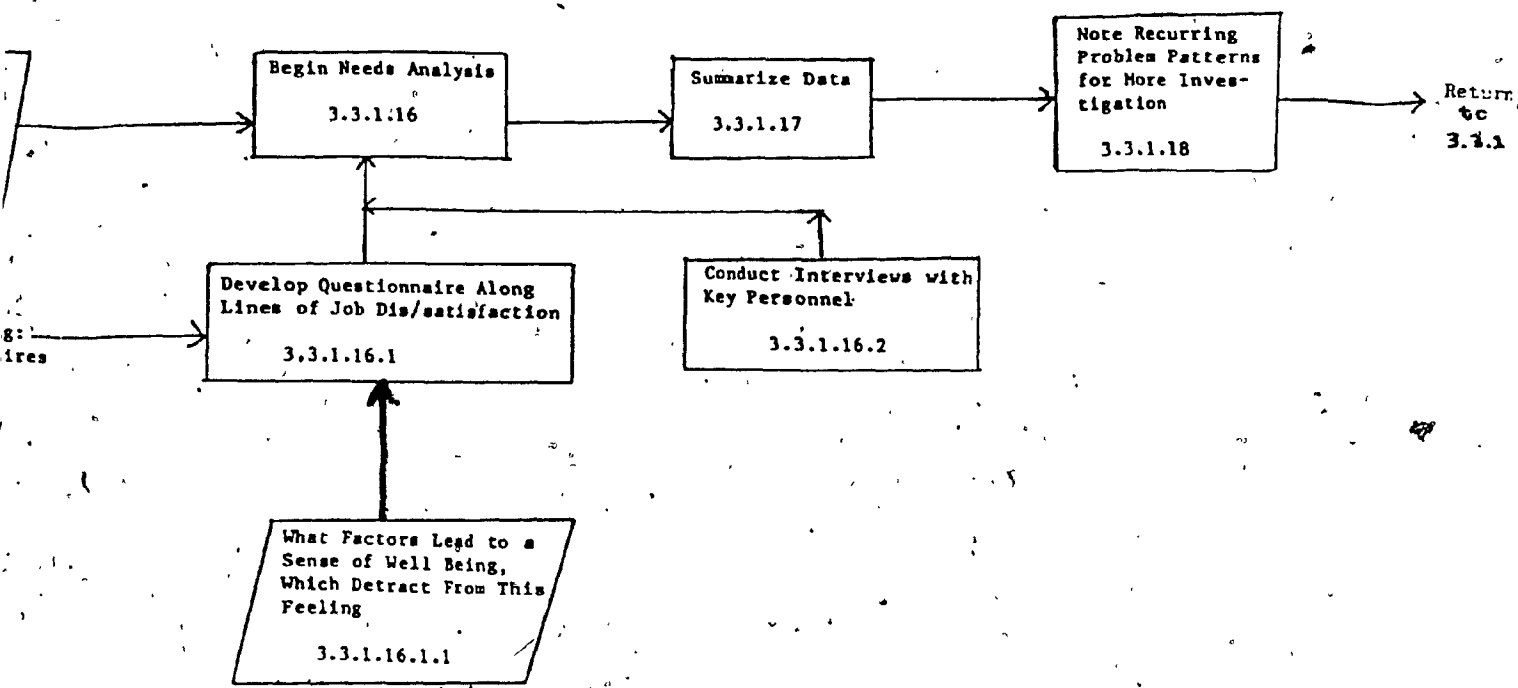 Begin Needs Analysis
3.3.1.16
Summarize Data
3.3.1.17
Note Recurring
Problem Patterns
for More Inves-
tigation
3.3.1.18
Return
to
Develop Questionnaire Along
Lines of Job Dis/satisfaction
3.3.1.16.1
Conduct Interviews with
Key Personnel
3.3.1.16.2
g:
ires
What Factors Lead to a
Sense of Well Being,
Which Detract From This
Feeling
3.3.1.16.1.1